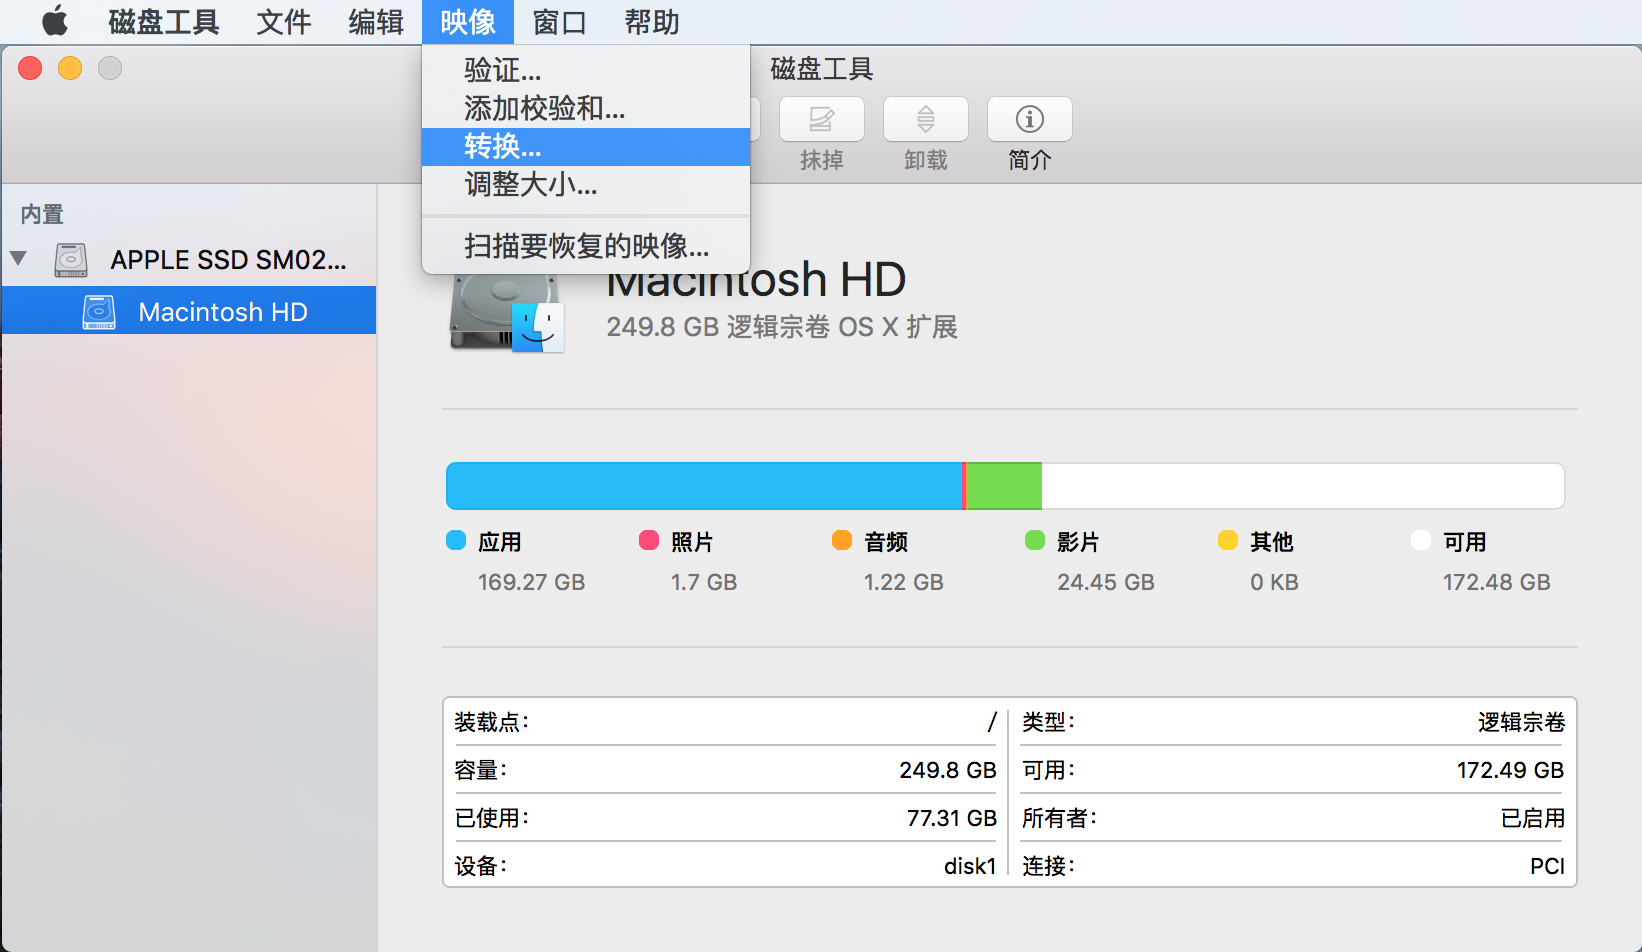 磁盘工具 文件 编辑 映像 窗口 帮助
验证...
添加校验和...
转换...
调整大小...
扫描要恢复的映像...
磁盘工具
抹掉 卸载 简介
内置
APPLE SSD SM02...
Macintosh HD
Macintosh HD
249.8 GB 逻辑宗卷 OS X 扩展
应用 照片 音频 影片 其他 可用
169.27 GB 1.7 GB 1.22 GB 24.45 GB 0 KB 172.48 GB
装载点： / 类型： 逻辑宗卷
容量： 249.8 GB 可用： 172.49 GB
已使用： 77.31 GB 所有者： 已启用
设备： disk1 连接： PCI